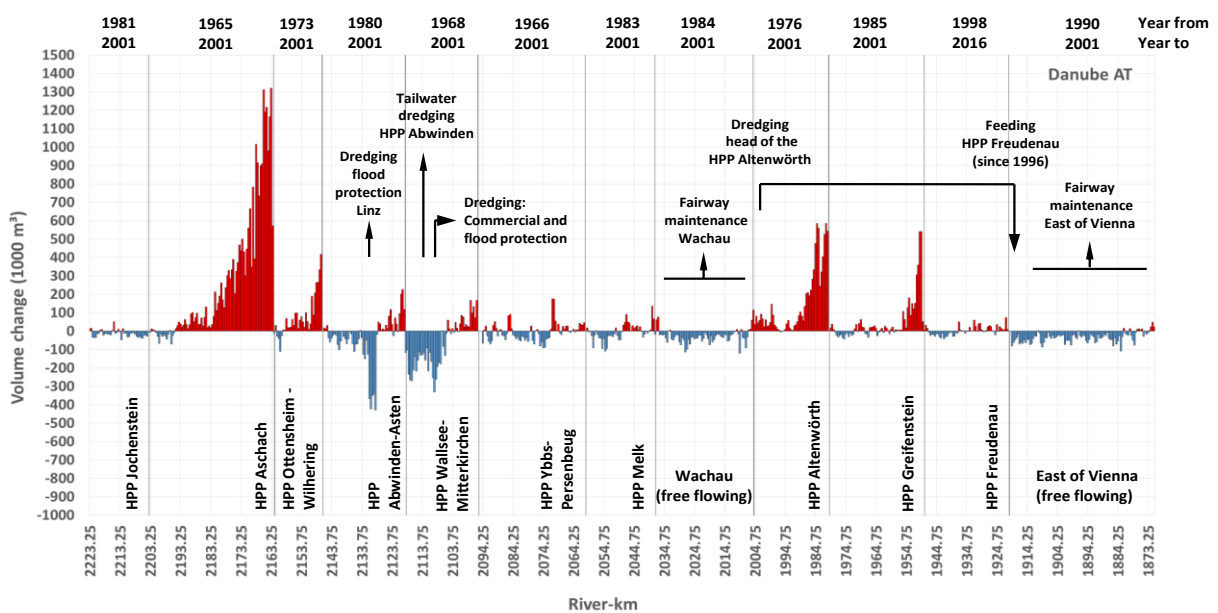 1981 1965 1973 1980 1968 1966 1983 1984 1976 1985 1998 1990 Year from
2001 2001 2001 2001 2001 2001 2001 2001 2001 2001 2016 2001 Year to
Volume change (1000 m³)
1500
1400
1300
1200
1100
1000
900
800
700
600
500
400
300
200
100
0
-100
-200
-300
-400
-500
-600
-700
-800
-900
-1000
Danube AT
Dredging flood
protection
Linz
Tailwater
dredging
HPP Abwinden
Dredging:
Commercial and
flood protection
Fairway
maintenance
Wachau
Dredging
head of the
HPP Altenwörth
Feeding
HPP Freudenau
(since 1996)
Fairway
maintenance
East of Vienna
HPP Jochenstein
HPP Aschach
HPP Ottensheim -
Wilhering
HPP
Abwinden-Asten
HPP Wallsee-
Mitterkirchen
HPP Ybbs-
Persenbeug
HPP Melk
Wachau
(free flowing)
HPP Altenwörth
HPP Greifenstein
HPP Freudenau
East of Vienna
(free flowing)
2223.25
2213.25
2203.25
2193.25
2183.25
2173.25
2163.25
2153.75
2143.75
2133.75
2123.75
2113.75
2103.75
2094.25
2084.25
2074.25
2064.25
2054.75
2044.75
2034.75
2024.75
2014.75
2004.75
1994.75
1984.75
1974.75
1964.75
1954.75
1944.75
1934.75
1924.75
1914.25
1904.25
1894.25
1884.25
1873.25
River-km